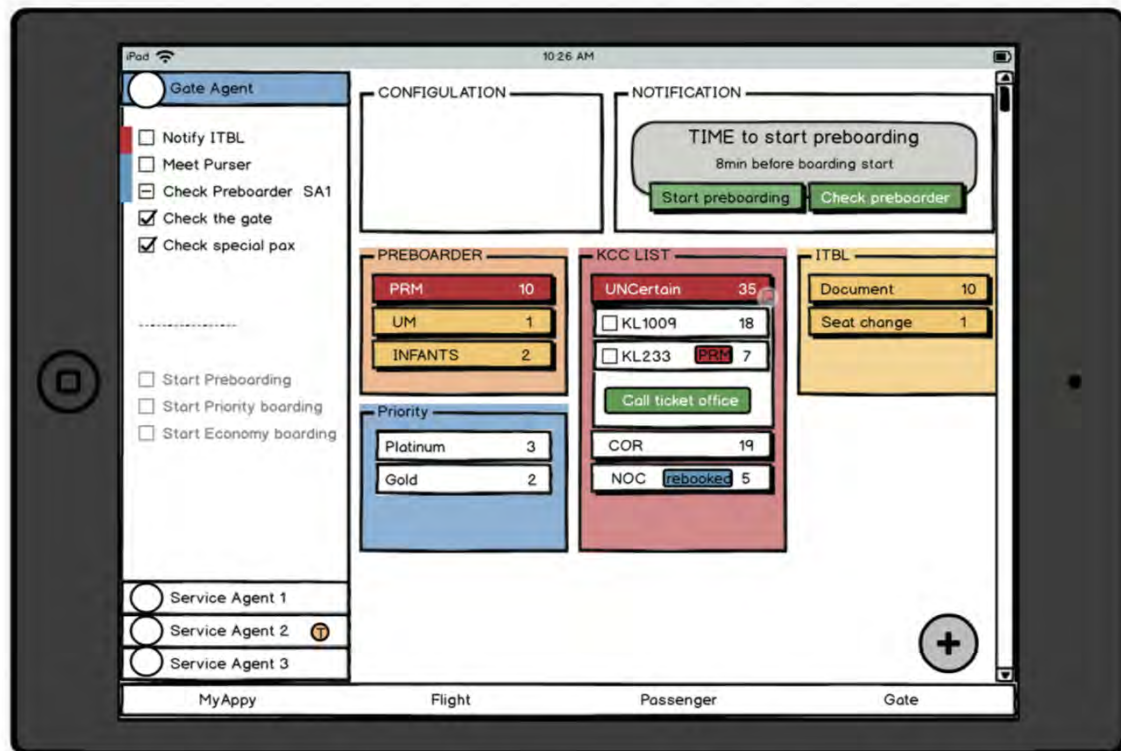 iPad
10:26 AM
Gate Agent
Notify ITBL
Meet Purser
Check Preboarder SA1
Check the gate
Check special pax
Start Preboarding
Start Priority boarding
Start Economy boarding
Service Agent 1
Service Agent 2 T
Service Agent 3
CONFIGULATION
NOTIFICATION
TIME to start preboarding
8min before boarding start
Start preboarding
Check preboarder
PREBOARDER
PRM 10
UM 1
INFANTS 2
Priority
Platinum 3
Gold 2
KCC LIST
UNCertain 35
KL1009 18
KL233 PRM 7
Call ticket office
COR 19
NOC rebooked 5
ITBL
Document 10
Seat change 1
+
MyAppy
Flight
Passenger
Gate